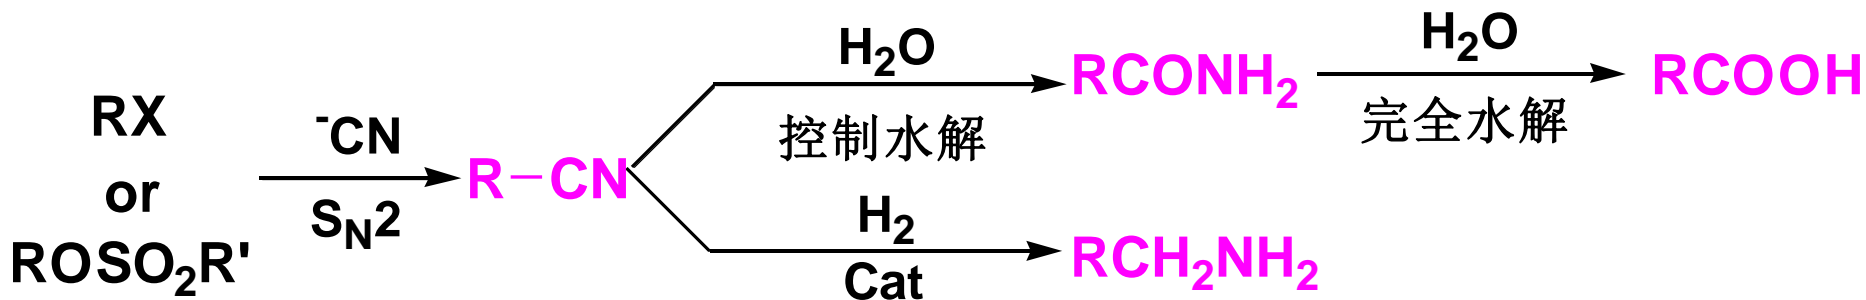 RX
or
ROSO₂R'
⁻CN
S_N2
R－CN
H₂O
控制水解
RCONH₂
H₂O
完全水解
RCOOH
H₂
Cat
RCH₂NH₂